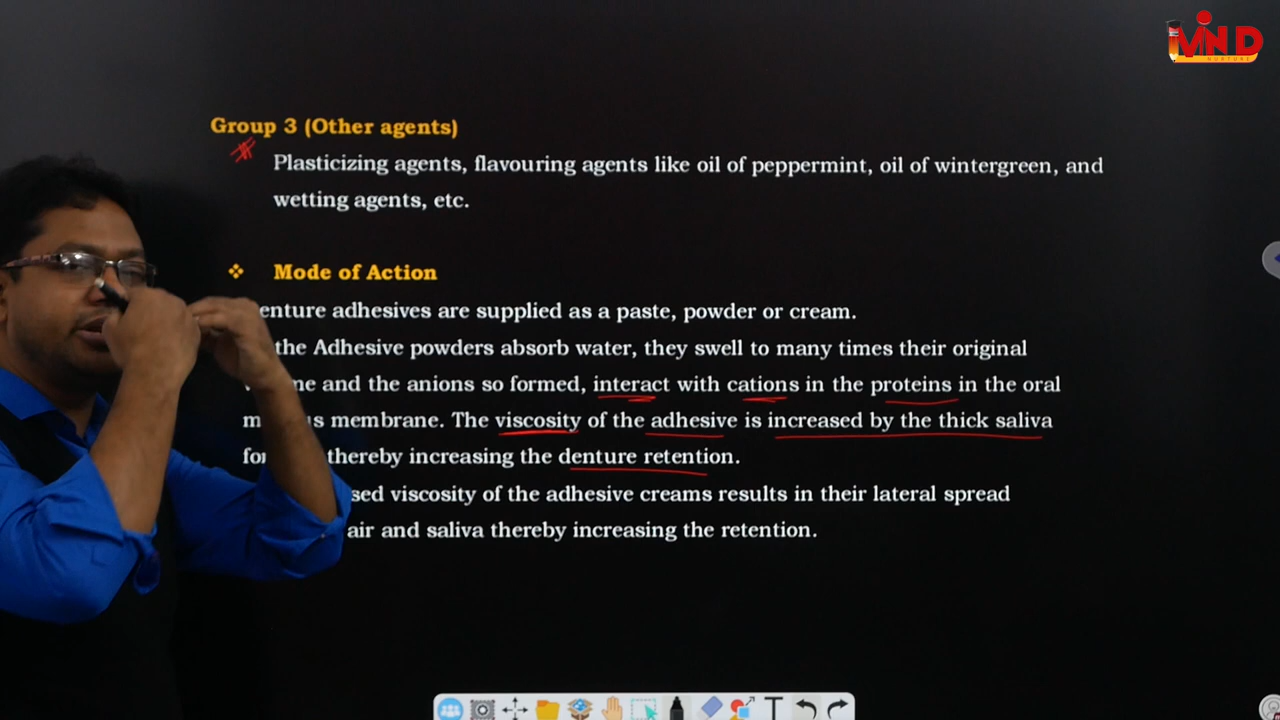 MIND
NURTURE
Group 3 (Other agents)
Plasticizing agents, flavouring agents like oil of peppermint, oil of wintergreen, and
wetting agents, etc.
❖ Mode of Action
enture adhesives are supplied as a paste, powder or cream.
the Adhesive powders absorb water, they swell to many times their original
and the anions so formed, interact with cations in the proteins in the oral
membrane. The viscosity of the adhesive is increased by the thick saliva
thereby increasing the denture retention.
viscosity of the adhesive creams results in their lateral spread
air and saliva thereby increasing the retention.
T